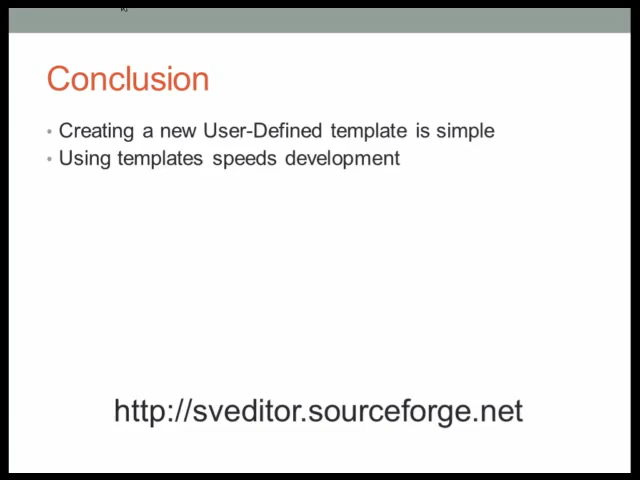 Conclusion
• Creating a new User-Defined template is simple
• Using templates speeds development
http://sveditor.sourceforge.net